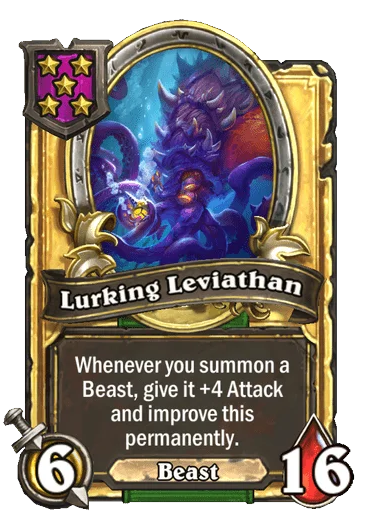 Lurking Leviathan
Whenever you summon a
Beast, give it +4 Attack
and improve this
permanently.
6
Beast
16